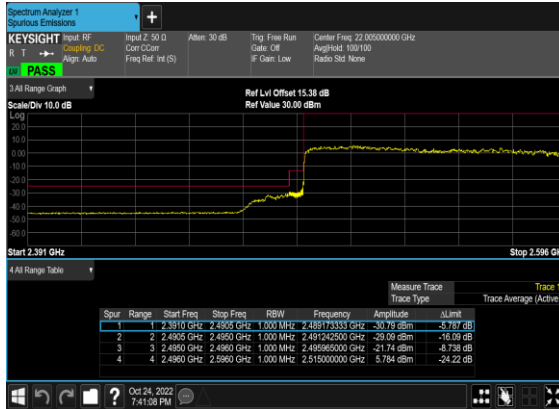 Spectrum Analyzer 1
Spurious Emissions
+
KEYSIGHT Input: RF Input Z: 50 Ω Atten: 30 dB Trig: Free Run Center Freq: 22.005000000 GHz
R T Coupling: DC Corr CCorr Gate: Off Avg|Hold: 100/100
Align: Auto Freq Ref: Int (S) IF Gain: Low Radio Std: None
PASS
3 All Range Graph
Ref Lvl Offset 15.38 dB
Scale/Div 10.0 dB Ref Value 30.00 dBm
Log
20.0
10.0
0.00
-10.0
-20.0
-30.0
-40.0
-50.0
-60.0
Start 2.391 GHz Stop 2.596 GH
4 All Range Table
Measure Trace Trace 1
Trace Type Trace Average (Active
Spur Range Start Freq Stop Freq RBW Frequency Amplitude ΔLimit
1 1 2.3910 GHz 2.4905 GHz 1.000 MHz 2.489173333 GHz -30.79 dBm -5.787 dB
2 2 2.4905 GHz 2.4950 GHz 1.000 MHz 2.491242500 GHz -29.09 dBm -16.09 dB
3 3 2.4950 GHz 2.4960 GHz 1.000 MHz 2.495965000 GHz -21.74 dBm -8.738 dB
4 4 2.4960 GHz 2.5960 GHz 1.000 MHz 2.515000000 GHz 5.784 dBm -24.22 dB
? Oct 24, 2022
7:41:08 PM